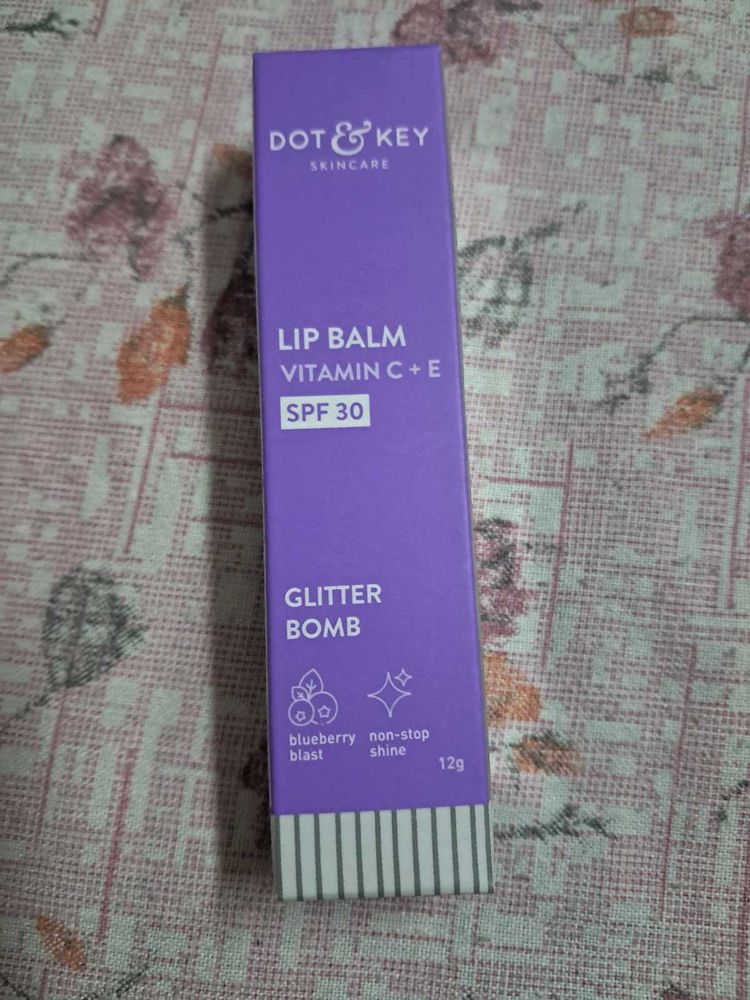 DOT & KEY
SKINCARE
LIP BALM
VITAMIN C + E
SPF 30
GLITTER
BOMB
blueberry
blast
non-stop
shine
12g